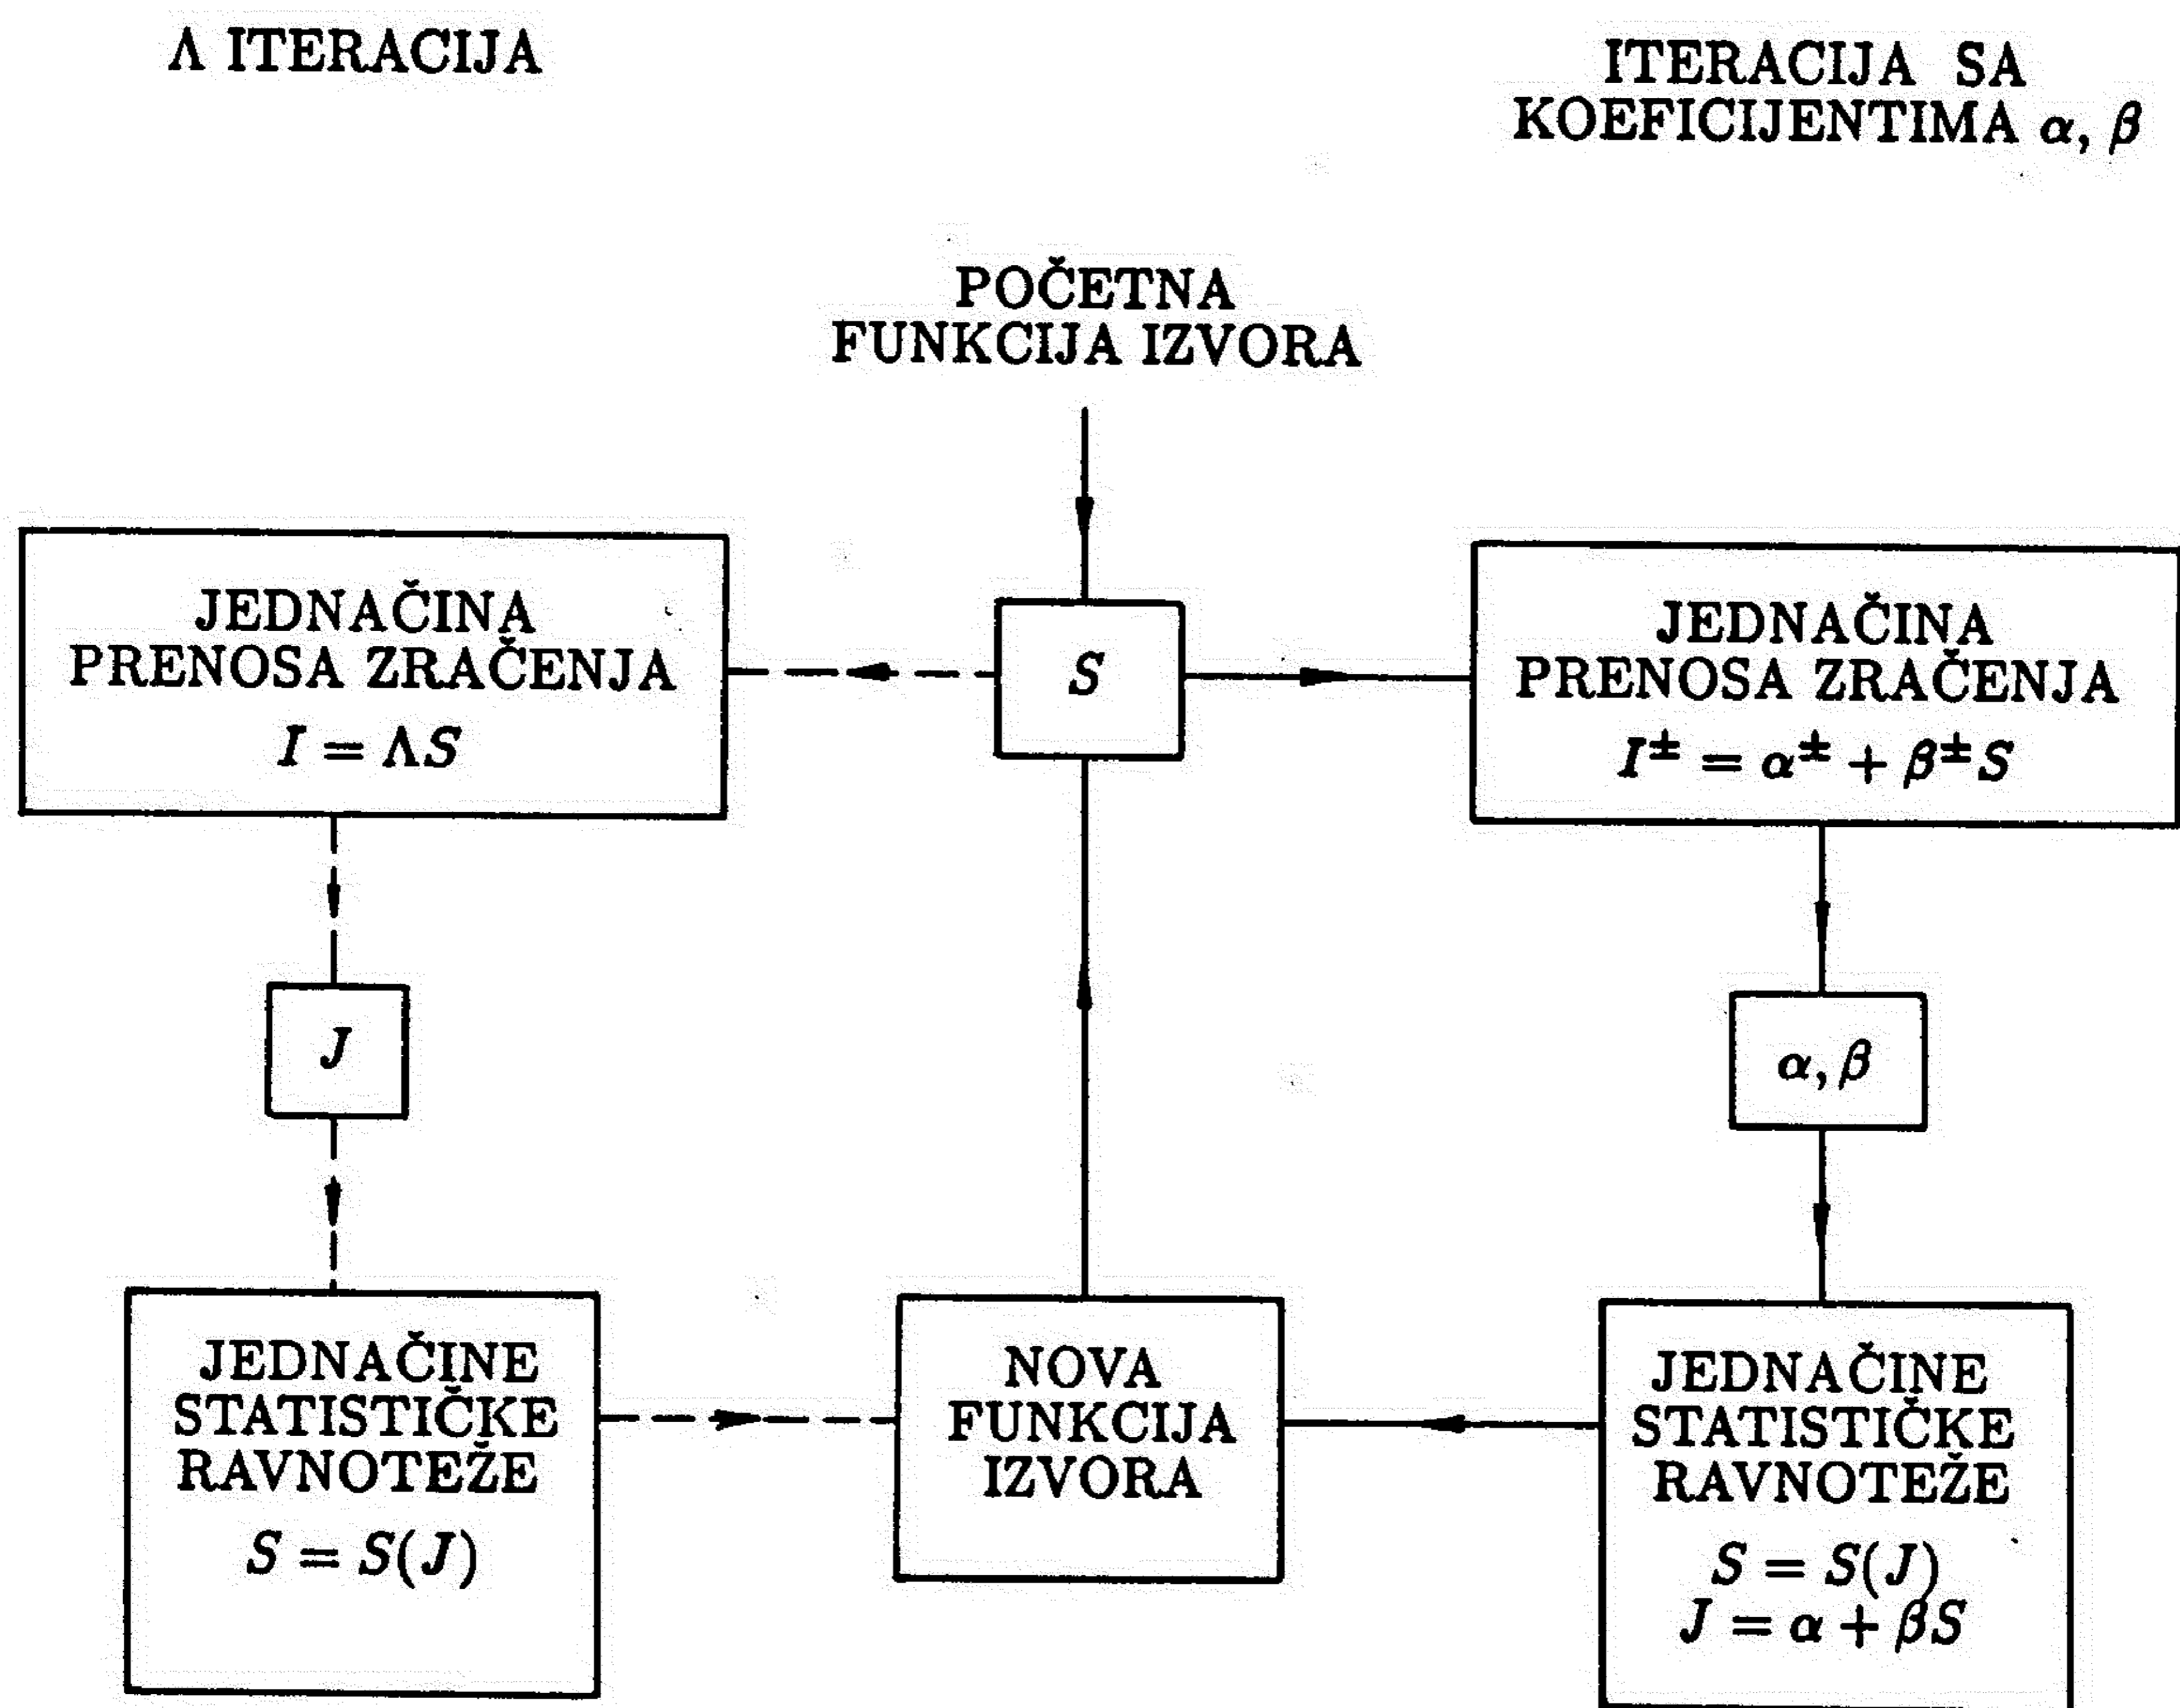 Λ ITERACIJA
ITERACIJA SA
KOEFICIJENTIMA α, β
POČETNA
FUNKCIJA IZVORA
JEDNAČINA
PRENOSA ZRAČENJA
I = ΛS
S
JEDNAČINA
PRENOSA ZRAČENJA
I± = α± + β±S
J
α, β
JEDNAČINE
STATISTIČKE
RAVNOTEŽE
S = S(J)
NOVA
FUNKCIJA
IZVORA
JEDNAČINE
STATISTIČKE
RAVNOTEŽE
S = S(J)
J = α + βS